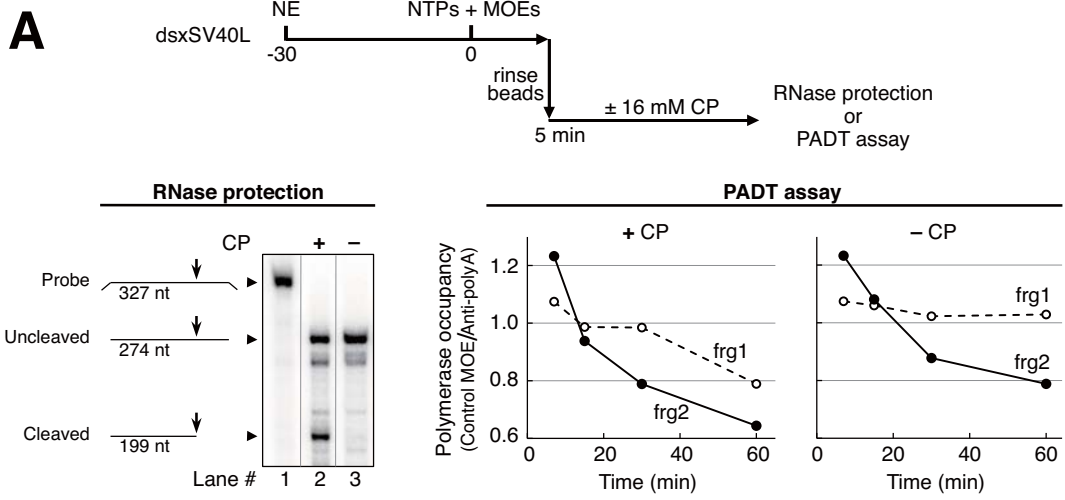 A
NE
NTPs + MOEs
dsxSV40L
-30
0
rinse
beads
± 16 mM CP
5 min
RNase protection
or
PADT assay
RNase protection
CP + –
Probe
327 nt
Uncleaved
274 nt
Cleaved
199 nt
Lane # 1 2 3
PADT assay
+ CP
– CP
Polymerase occupancy
(Control MOE/Anti-polyA)
1.2
1.0
0.8
0.6
frg1
frg2
frg1
frg2
0 20 40 60
0 20 40 60
Time (min)
Time (min)